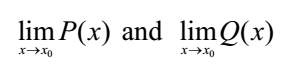 lim P(x) and lim Q(x)
x→x₀ x→x₀